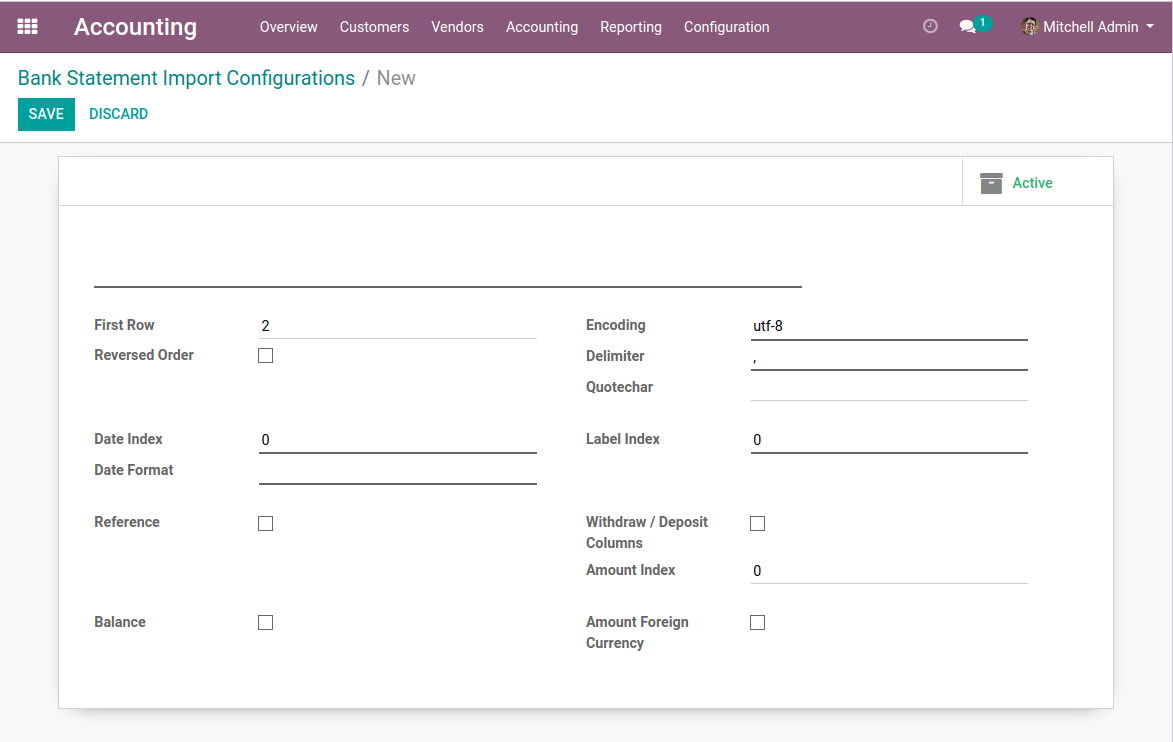 Accounting Overview Customers Vendors Accounting Reporting Configuration 1 Mitchell Admin
Bank Statement Import Configurations / New
SAVE DISCARD
Active
First Row 2 Encoding utf-8
Reversed Order Delimiter ,
Quotechar
Date Index 0 Label Index 0
Date Format
Reference Withdraw / Deposit
Columns
Amount Index 0
Balance Amount Foreign
Currency